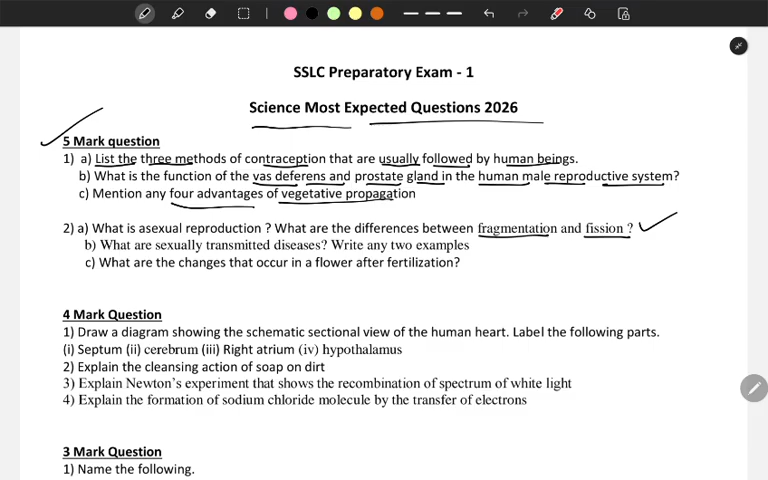 SSLC Preparatory Exam - 1
Science Most Expected Questions 2026
5 Mark question
1) a) List the three methods of contraception that are usually followed by human beings.
b) What is the function of the vas deferens and prostate gland in the human male reproductive system?
c) Mention any four advantages of vegetative propagation
2) a) What is asexual reproduction ? What are the differences between fragmentation and fission ?
b) What are sexually transmitted diseases? Write any two examples
c) What are the changes that occur in a flower after fertilization?
4 Mark Question
1) Draw a diagram showing the schematic sectional view of the human heart. Label the following parts.
(i) Septum (ii) cerebrum (iii) Right atrium (iv) hypothalamus
2) Explain the cleansing action of soap on dirt
3) Explain Newton's experiment that shows the recombination of spectrum of white light
4) Explain the formation of sodium chloride molecule by the transfer of electrons
3 Mark Question
1) Name the following.